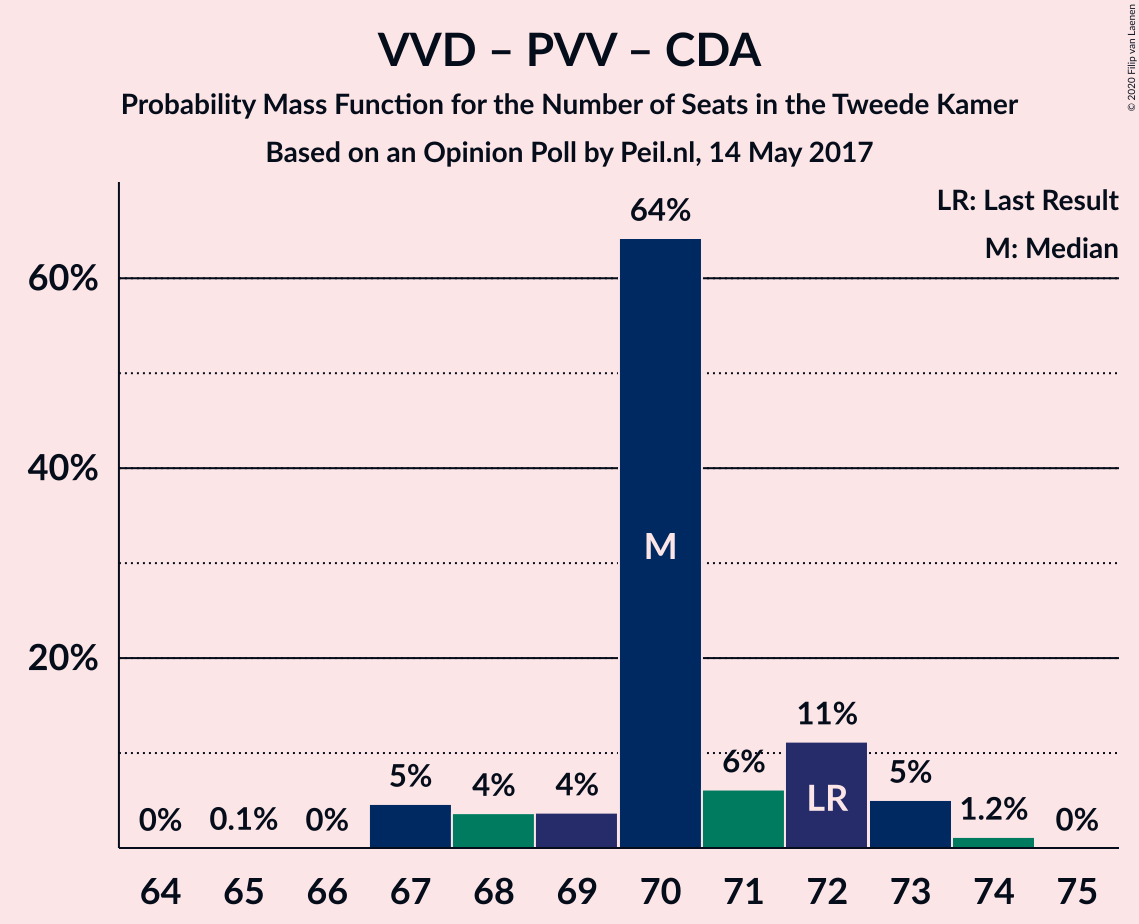 VVD – PVV – CDA
Probability Mass Function for the Number of Seats in the Tweede Kamer
Based on an Opinion Poll by Peil.nl, 14 May 2017
© 2020 Filip van Laenen
LR: Last Result
M: Median
60%
40%
20%
0%
0.1%
0%
5%
4%
4%
64%
6%
11%
5%
1.2%
0%
M
LR
64 65 66 67 68 69 70 71 72 73 74 75